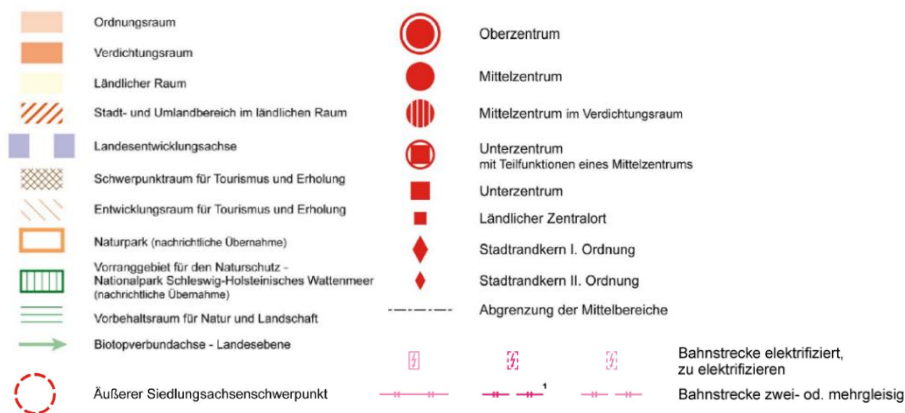 Ordnungsraum
Verdichtungsraum
Ländlicher Raum
Stadt- und Umlandbereich im ländlichen Raum
Landesentwicklungsachse
Schwerpunktraum für Tourismus und Erholung
Entwicklungsraum für Tourismus und Erholung
Naturpark (nachrichtliche Übernahme)
Vorranggebiet für den Naturschutz -
Nationalpark Schleswig-Holsteinisches Wattenmeer
(nachrichtliche Übernahme)
Vorbehaltsraum für Natur und Landschaft
Biotopverbundachse - Landesebene
Äußerer Siedlungsachsenschwerpunkt
Oberzentrum
Mittelzentrum
Mittelzentrum im Verdichtungsraum
Unterzentrum
mit Teilfunktionen eines Mittelzentrums
Unterzentrum
Ländlicher Zentralort
Stadtrandkern I. Ordnung
Stadtrandkern II. Ordnung
Abgrenzung der Mittelbereiche
Bahnstrecke elektrifiziert,
zu elektrifizieren
1
Bahnstrecke zwei- od. mehrgleisig